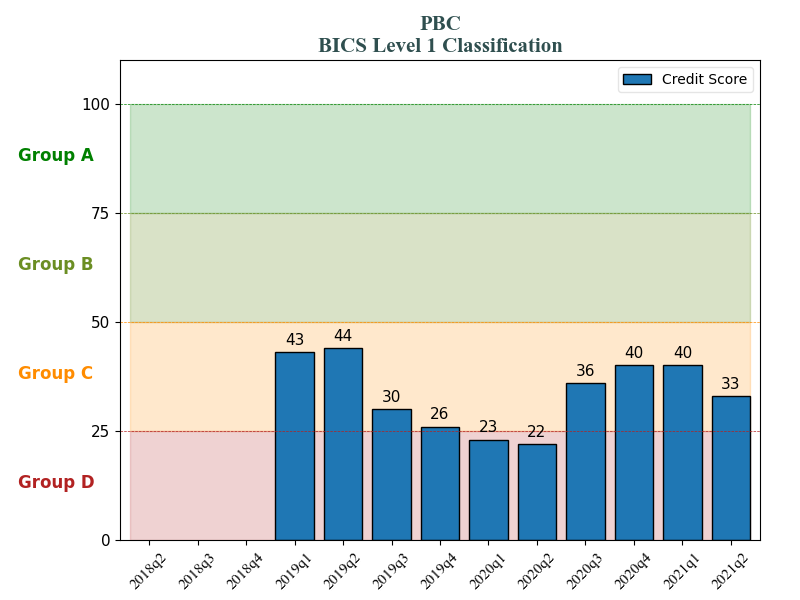 PBC
BICS Level 1 Classification
Credit Score
100
Group A
75
Group B
50
Group C
25
Group D
0
43
44
30
26
23
22
36
40
40
33
2018q2
2018q3
2018q4
2019q1
2019q2
2019q3
2019q4
2020q1
2020q2
2020q3
2020q4
2021q1
2021q2